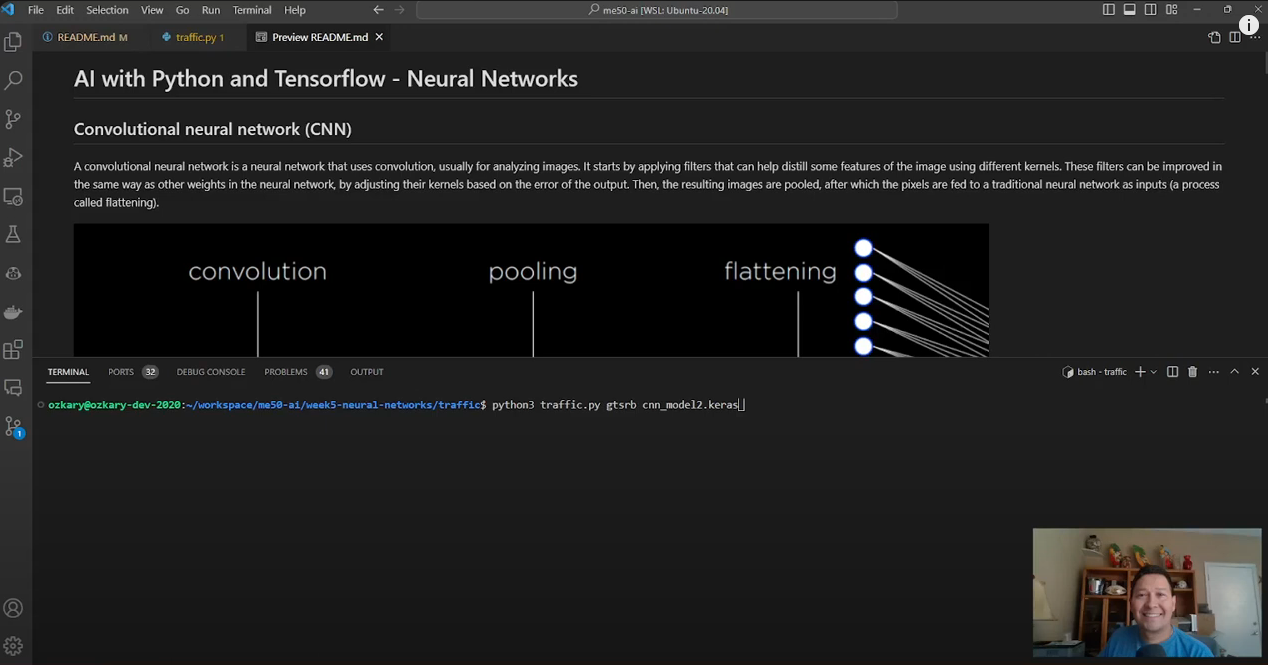 File Edit Selection View Go Run Terminal Help
me50-ai [WSL: Ubuntu-20.04]
README.md M
traffic.py 1
Preview README.md
AI with Python and Tensorflow - Neural Networks
Convolutional neural network (CNN)
A convolutional neural network is a neural network that uses convolution, usually for analyzing images. It starts by applying filters that can help distill some features of the image using different kernels. These filters can be improved in
the same way as other weights in the neural network, by adjusting their kernels based on the error of the output. Then, the resulting images are pooled, after which the pixels are fed to a traditional neural network as inputs (a process
called flattening).
convolution pooling flattening
TERMINAL PORTS 32 DEBUG CONSOLE PROBLEMS 41 OUTPUT
bash - traffic
ozkary@ozkary-dev-2020:~/workspace/me50-ai/week5-neural-networks/traffic$ python3 traffic.py gtsrb cnn_model2.keras
1